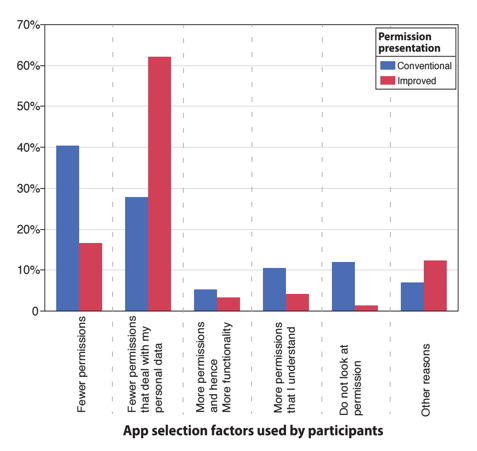 70%
60%
50%
40%
30%
20%
10%
0
Permission
presentation
Conventional
Improved
Fewer permissions
Fewer permissions
that deal with my
personal data
More permissions
and hence
More functionality
More permissions
that I understand
Do not look at
permission
Other reasons
App selection factors used by participants